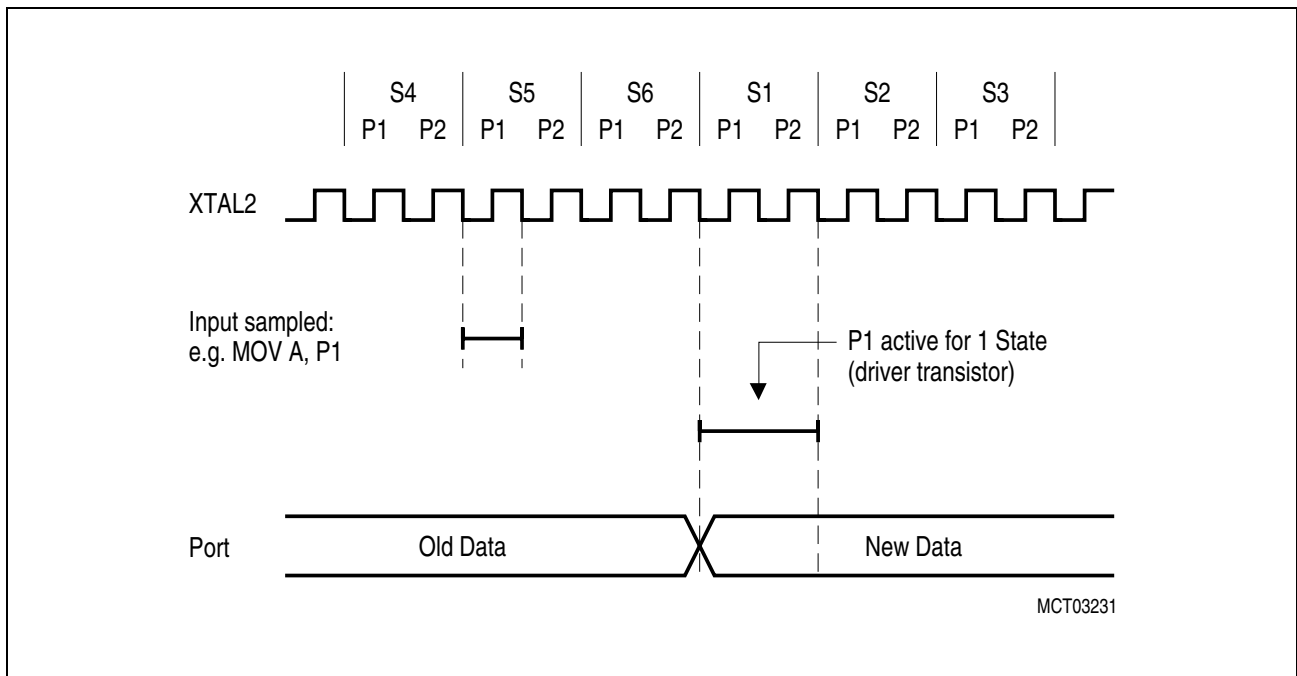 S4 S5 S6 S1 S2 S3
P1 P2 P1 P2 P1 P2 P1 P2 P1 P2 P1 P2
XTAL2
Input sampled:
e.g. MOV A, P1
P1 active for 1 State
(driver transistor)
Port
Old Data
New Data
MCT03231